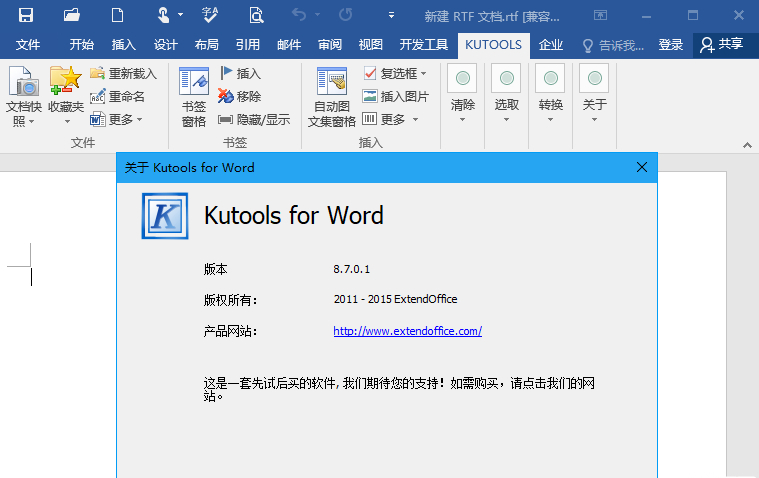 字A
新建 RTF 文档.rtf [兼容...
文件 开始 插入 设计 布局 引用 邮件 审阅 视图 开发工具 KUTOOLS 企业 告诉我... 登录 共享
文档快照
收藏夹
重新载入
重命名
更多
文件
书签窗格
插入
移除
隐藏/显示
书签
自动图文集窗格
复选框
插入图片
更多
插入
清除
选取
转换
关于
关于 Kutools for Word
K
Kutools for Word
版本 8.7.0.1
版权所有： 2011 - 2015 ExtendOffice
产品网站： http://www.extendoffice.com/
这是一套先试后买的软件, 我们期待您的支持！如需购买，请点击我们的网
站。